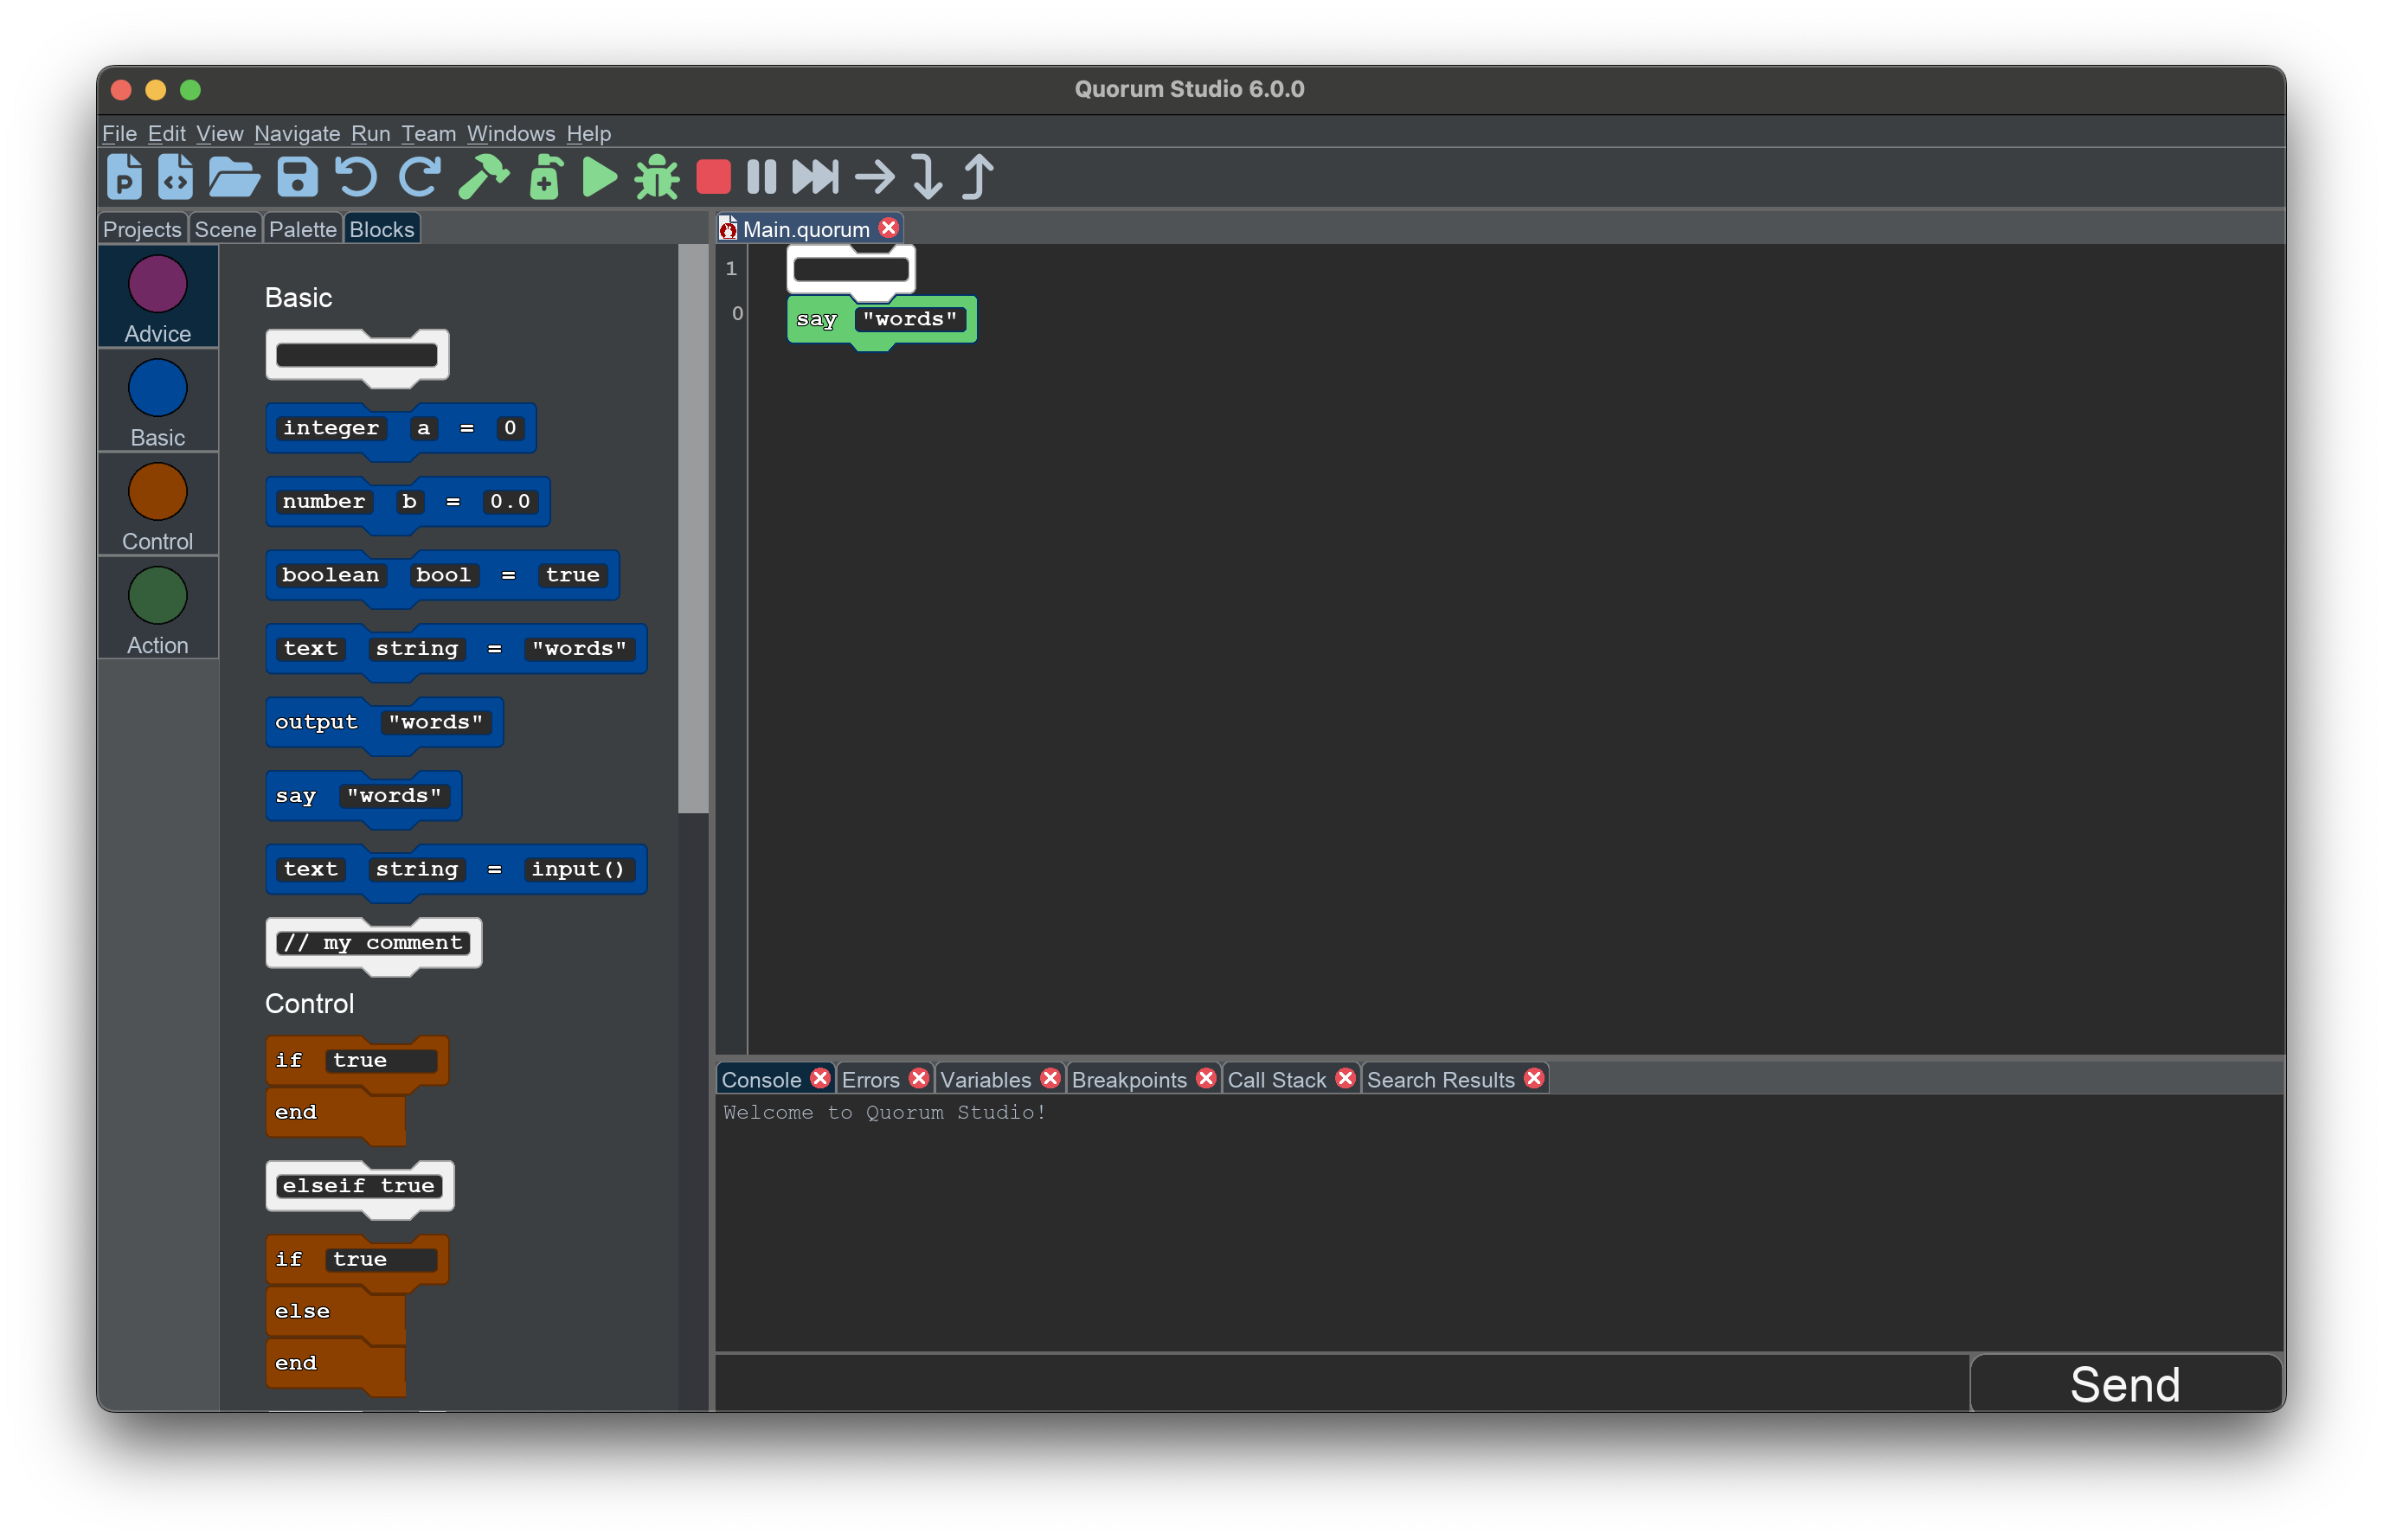 Quorum Studio 6.0.0
File Edit View Navigate Run Team Windows Help
Projects Scene Palette Blocks
Advice
Basic
Control
Action
Basic
integer a = 0
number b = 0.0
boolean bool = true
text string = "words"
output "words"
say "words"
text string = input()
// my comment
Control
if true
end
elseif true
if true
else
end
Main.quorum
1
0 say "words"
Console Errors Variables Breakpoints Call Stack Search Results
Welcome to Quorum Studio!
Send